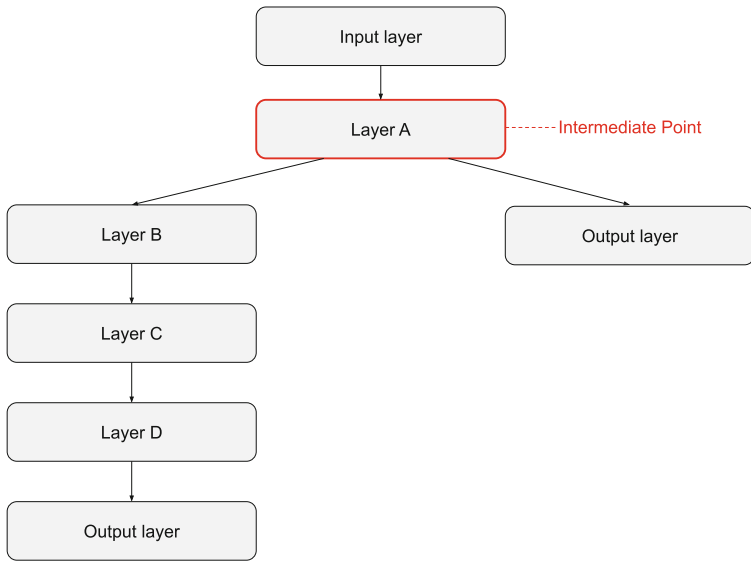 Input layer
Layer A
Intermediate Point
Layer B
Output layer
Layer C
Layer D
Output layer